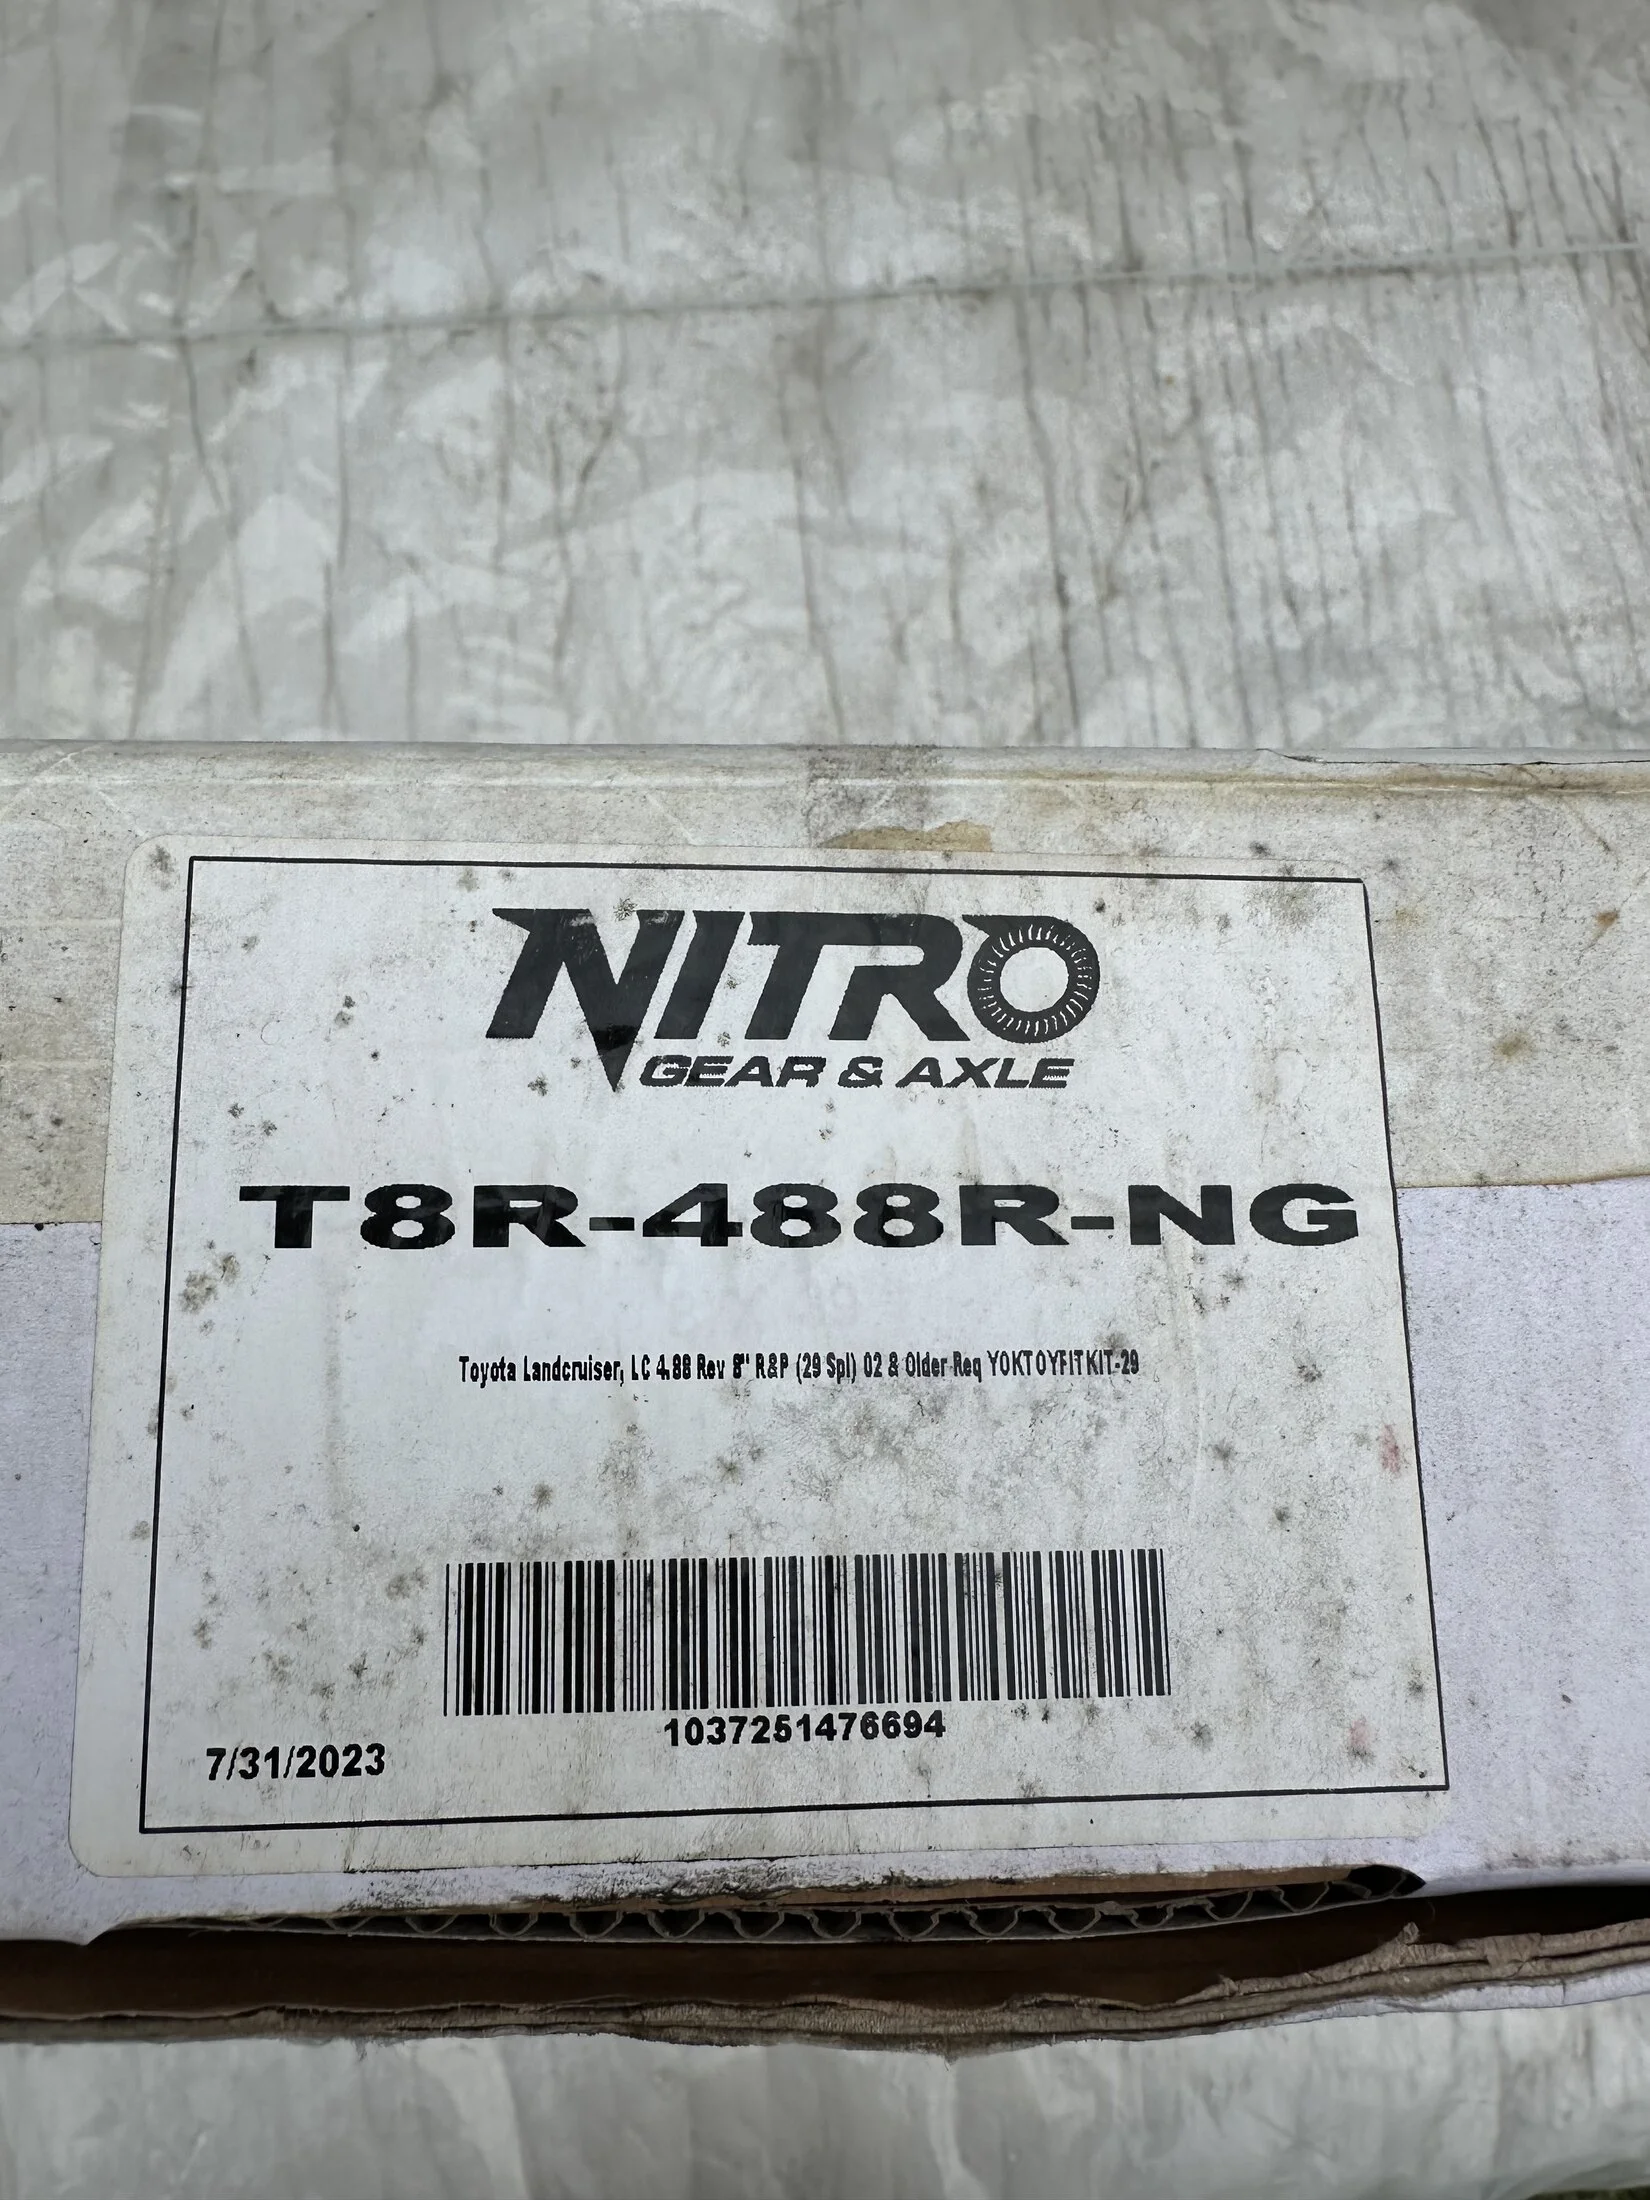 NITRO
GEAR & AXLE
T8R-488R-NG
Toyota Landcruiser, LC 4.88 Rev 8" R&P (29 Spl) 02 & Older Req YOKTOYFITKIT-29
1037251476694
7/31/2023